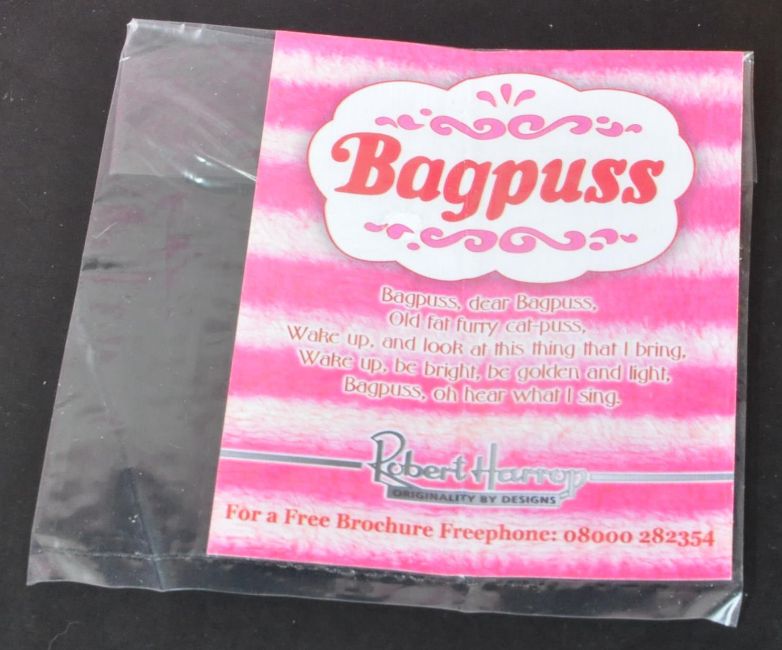 Bagpuss
Bagpuss, dear Bagpuss,
Old fat furry cat-puss,
Wake up, and look at this thing that I bring,
Wake up, be bright, be golden and light,
Bagpuss, oh hear what I sing.
Robert Harrop
ORIGINALITY BY DESIGNS
For a Free Brochure Freephone: 08000 282354